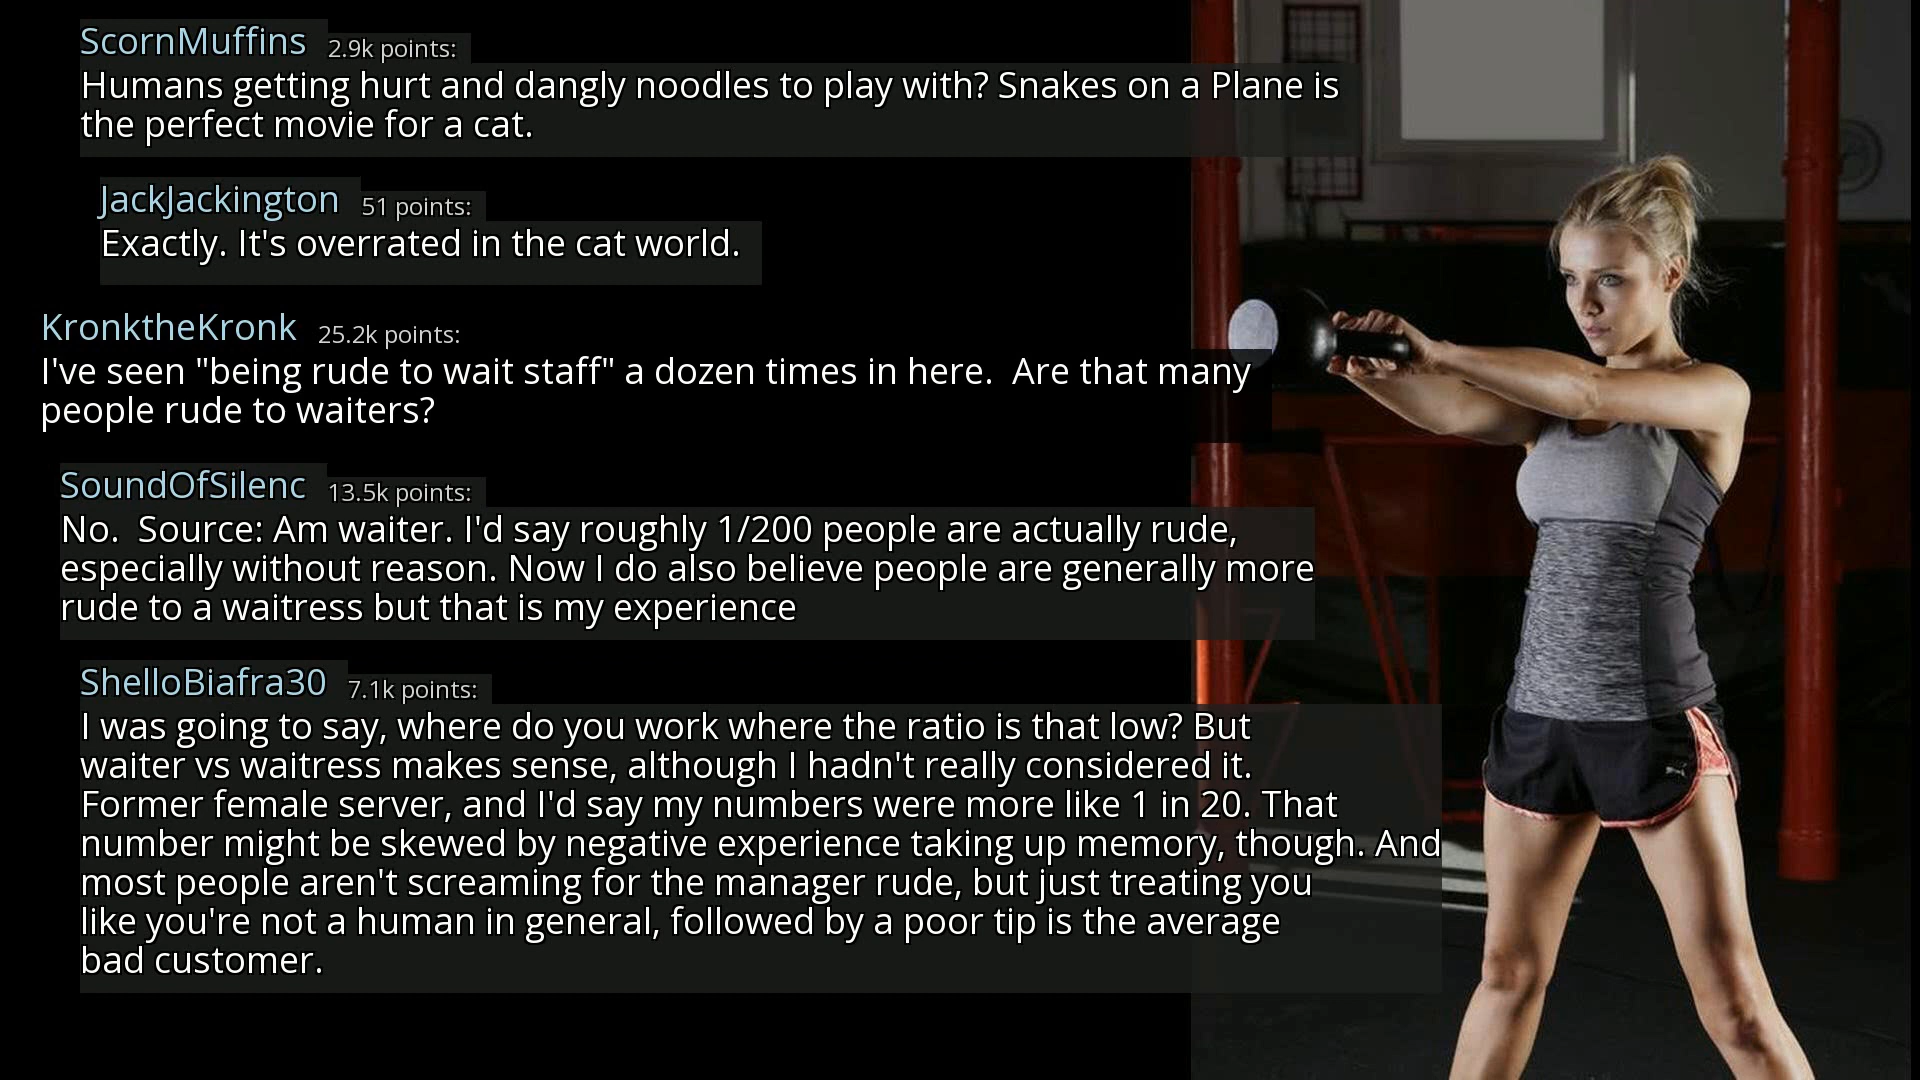 ScornMuffins 2.9k points:
Humans getting hurt and dangly noodles to play with? Snakes on a Plane is
the perfect movie for a cat.
JackJackington 51 points:
Exactly. It's overrated in the cat world.
KronktheKronk 25.2k points:
I've seen "being rude to wait staff" a dozen times in here.  Are that many
people rude to waiters?
SoundOfSilenc 13.5k points:
No.  Source: Am waiter. I'd say roughly 1/200 people are actually rude,
especially without reason. Now I do also believe people are generally more
rude to a waitress but that is my experience
ShelloBiafra30 7.1k points:
I was going to say, where do you work where the ratio is that low? But
waiter vs waitress makes sense, although I hadn't really considered it.
Former female server, and I'd say my numbers were more like 1 in 20. That
number might be skewed by negative experience taking up memory, though. And
most people aren't screaming for the manager rude, but just treating you
like you're not a human in general, followed by a poor tip is the average
bad customer.